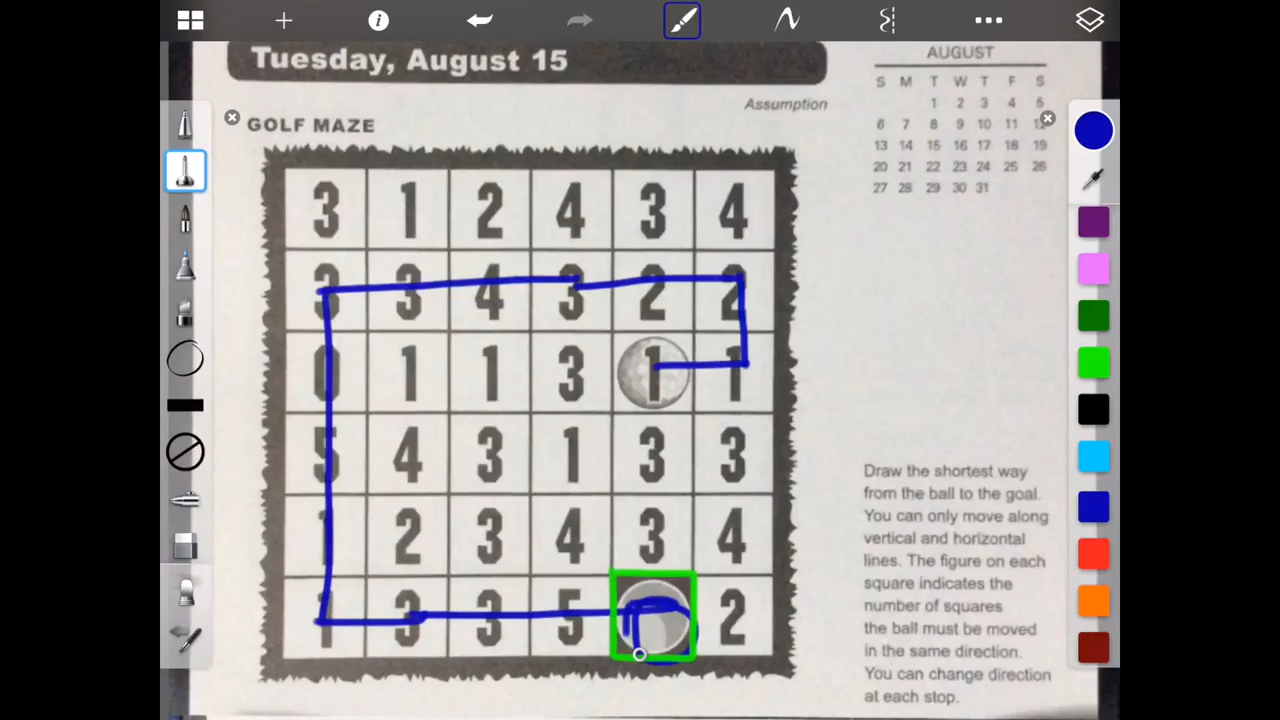 Tuesday, August 15
AUGUST
S M T W T F S
1 2 3 4 5
6 7 8 9 10 11 12
13 14 15 16 17 18 19
20 21 22 23 24 25 26
27 28 29 30 31
Assumption
GOLF MAZE
3 1 2 4 3 4
3 3 4 3 2 2
0 1 1 3 1 1
5 4 3 1 3 3
1 2 3 4 3 4
1 3 3 5 2
Draw the shortest way
from the ball to the goal.
You can only move along
vertical and horizontal
lines. The figure on each
square indicates the
number of squares
the ball must be moved
in the same direction.
You can change direction
at each stop.